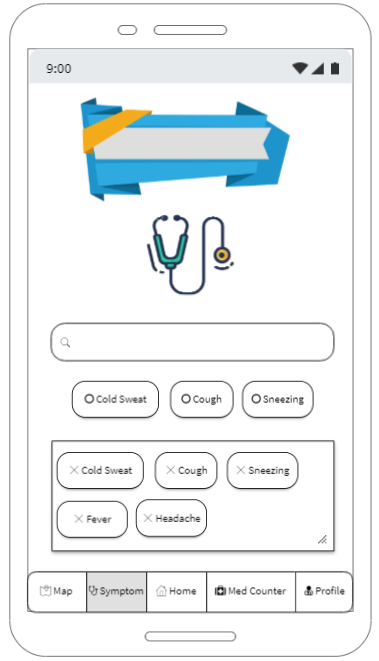 9:00
Cold Sweat Cough Sneezing
Cold Sweat Cough Sneezing
Fever Headache
Map Symptom Home Med Counter Profile